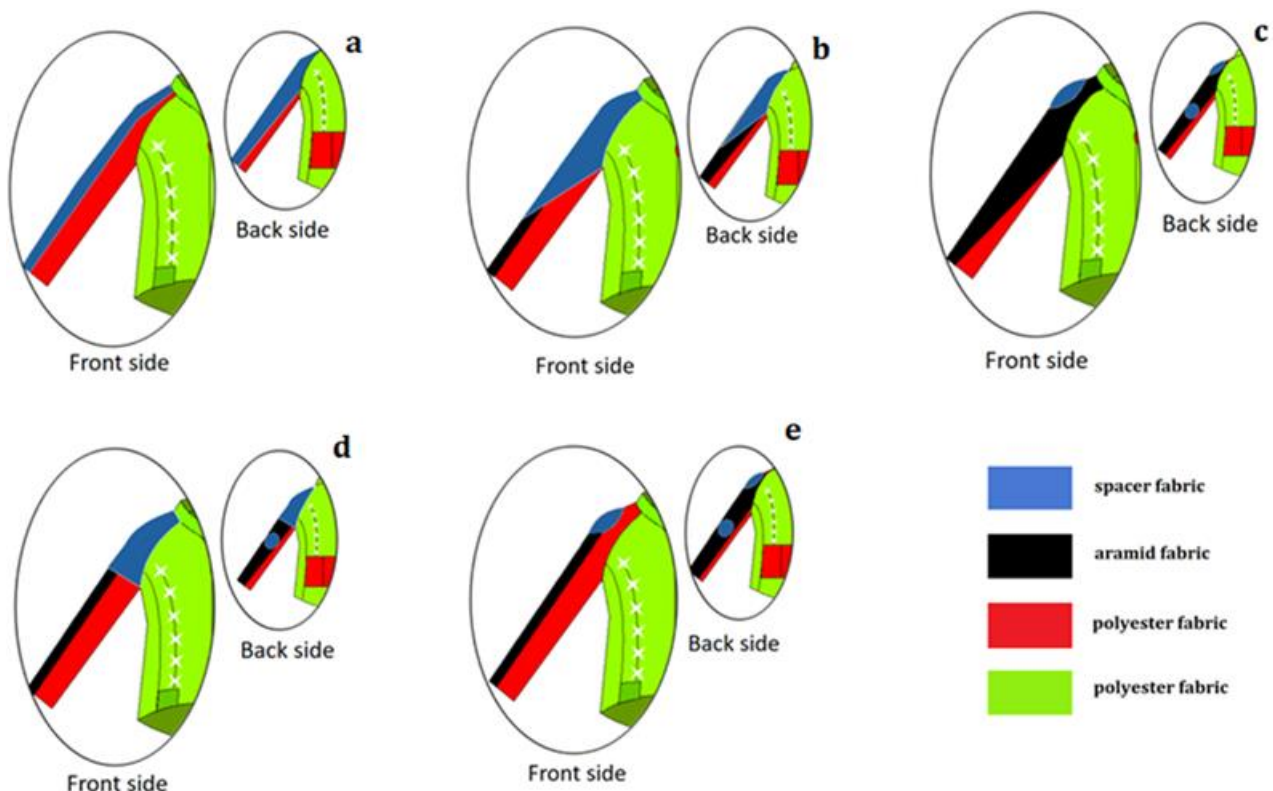 a
Back side
Front side
b
Back side
Front side
c
Back side
Front side
d
Back side
Front side
e
Back side
Front side
spacer fabric
aramid fabric
polyester fabric
polyester fabric